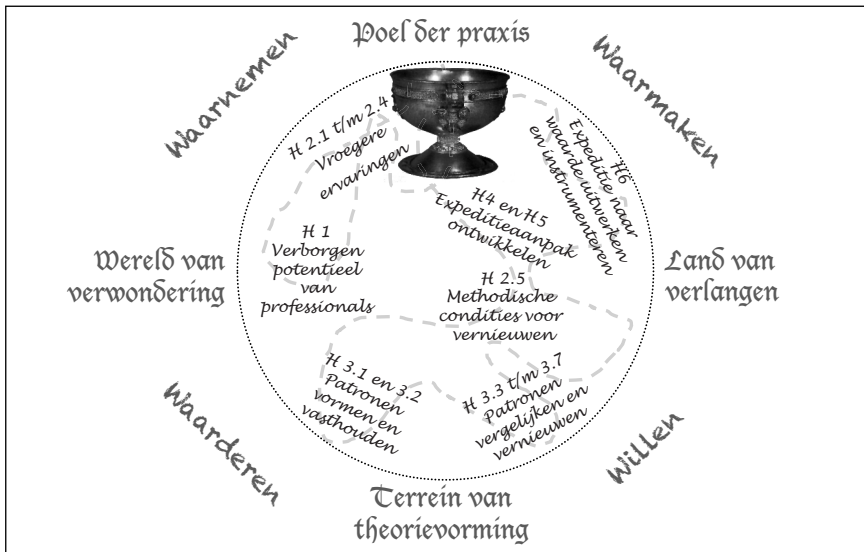 Poel der praxis
Waarnemen
Waarmaken
H 2.1 t/m 2.4
Vroegere
ervaringen
H6
Expeditie naar
waarde uitwerken
en instrumenteren
H4 en H5
Expeditieaanpak
ontwikkelen
H 1
Verborgen
potentieel
van
professionals
Wereld van
verwondering
Land van
verlangen
H 2.5
Methodische
condities voor
vernieuwen
H 3.1 en 3.2
Patronen
vormen en
vasthouden
H 3.3 t/m 3.7
Patronen
vergelijken en
vernieuwen
Waarderen
Willen
Terrein van
theorievorming